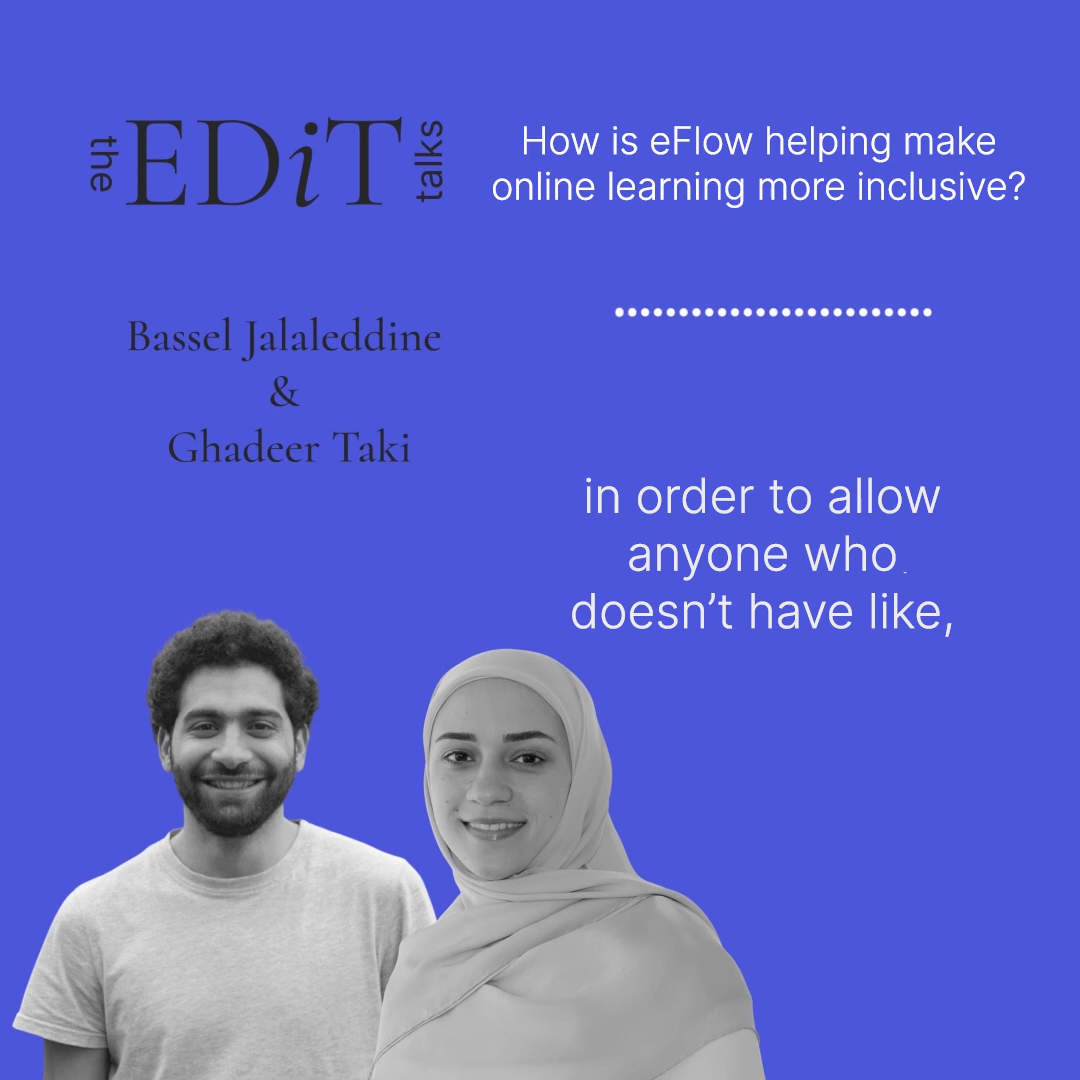 the EDiT talks
How is eFlow helping make
online learning more inclusive?
Bassel Jalaleddine
&
Ghadeer Taki
in order to allow
anyone who
doesn’t have like,